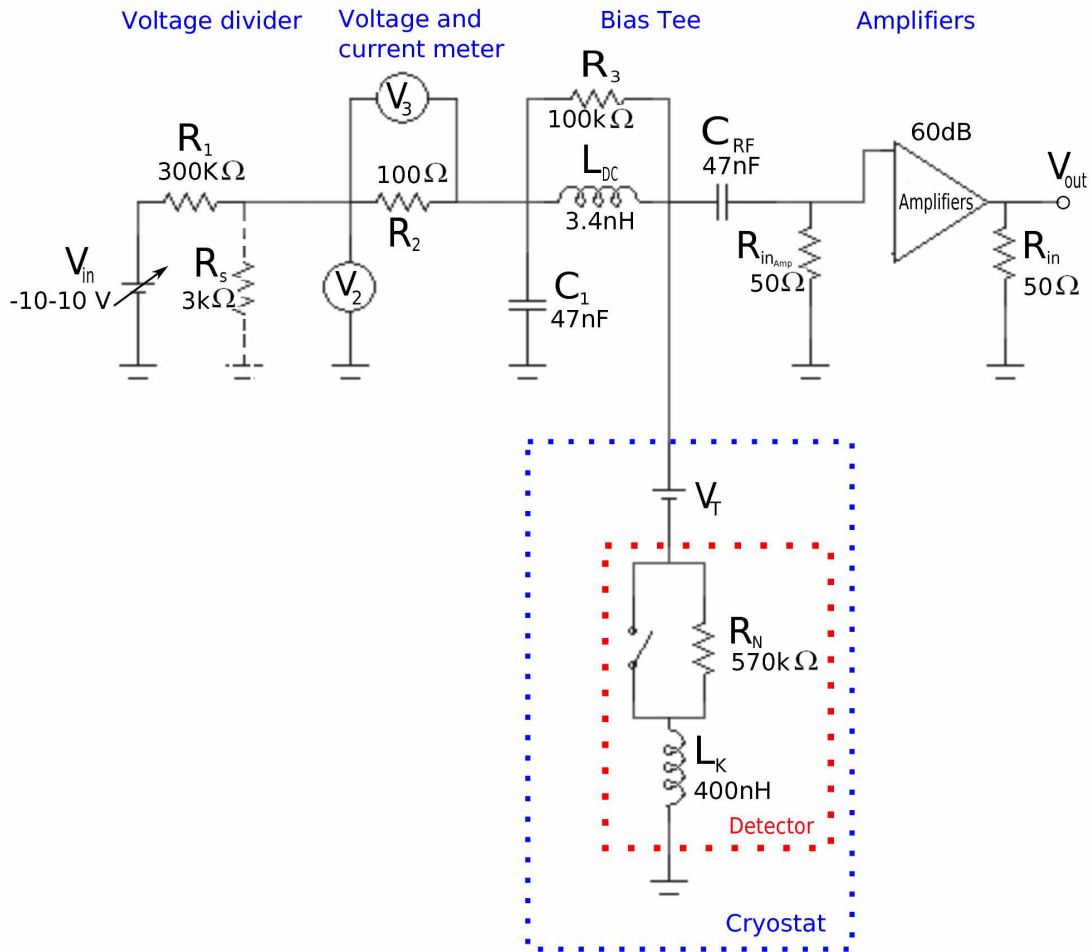 Voltage divider
Voltage and
current meter
Bias Tee
Amplifiers
V3
R3
100kΩ
R1
300KΩ
100Ω
R2
LDC
3.4nH
CRF
47nF
60dB
Amplifiers
Vout
Vin
-10-10 V
Rs
3kΩ
V2
C1
47nF
RinAmp
50Ω
Rin
50Ω
VT
RN
570kΩ
LK
400nH
Detector
Cryostat